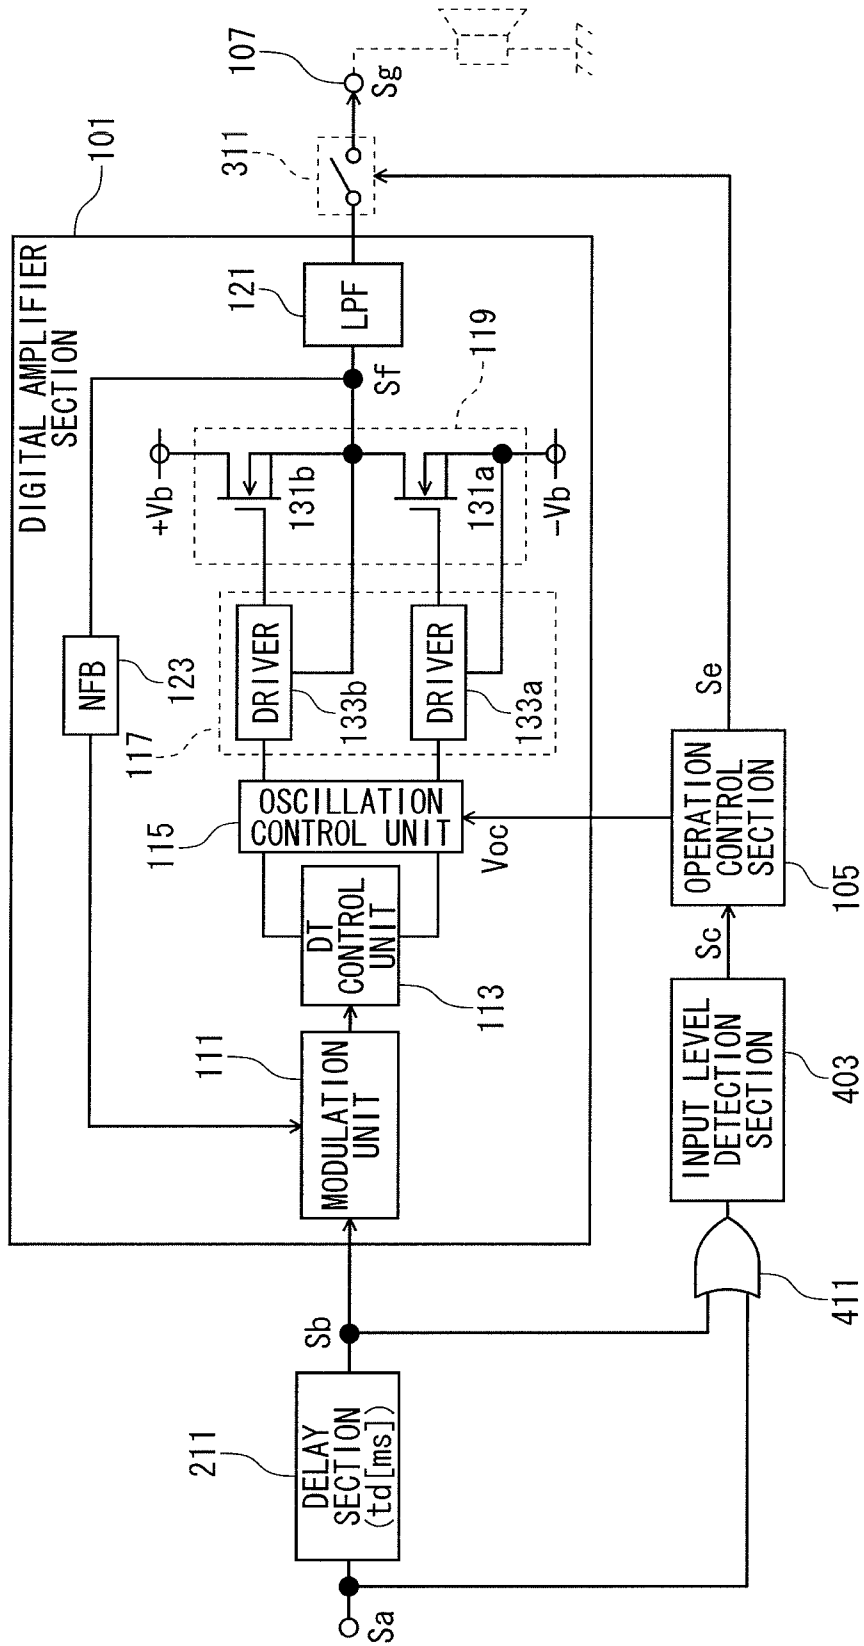 DIGITAL AMPLIFIER
SECTION
101
107
Sg
311
121
LPF
Sf
119
+Vb
131b
131a
-Vb
NFB
123
117
DRIVER
133b
DRIVER
133a
115
OSCILLATION
CONTROL UNIT
Voc
DT
CONTROL
UNIT
113
111
MODULATION
UNIT
Sb
211
DELAY
SECTION
(td[ms])
Sa
411
INPUT LEVEL
DETECTION
SECTION
403
Sc
OPERATION
CONTROL
SECTION
105
Se